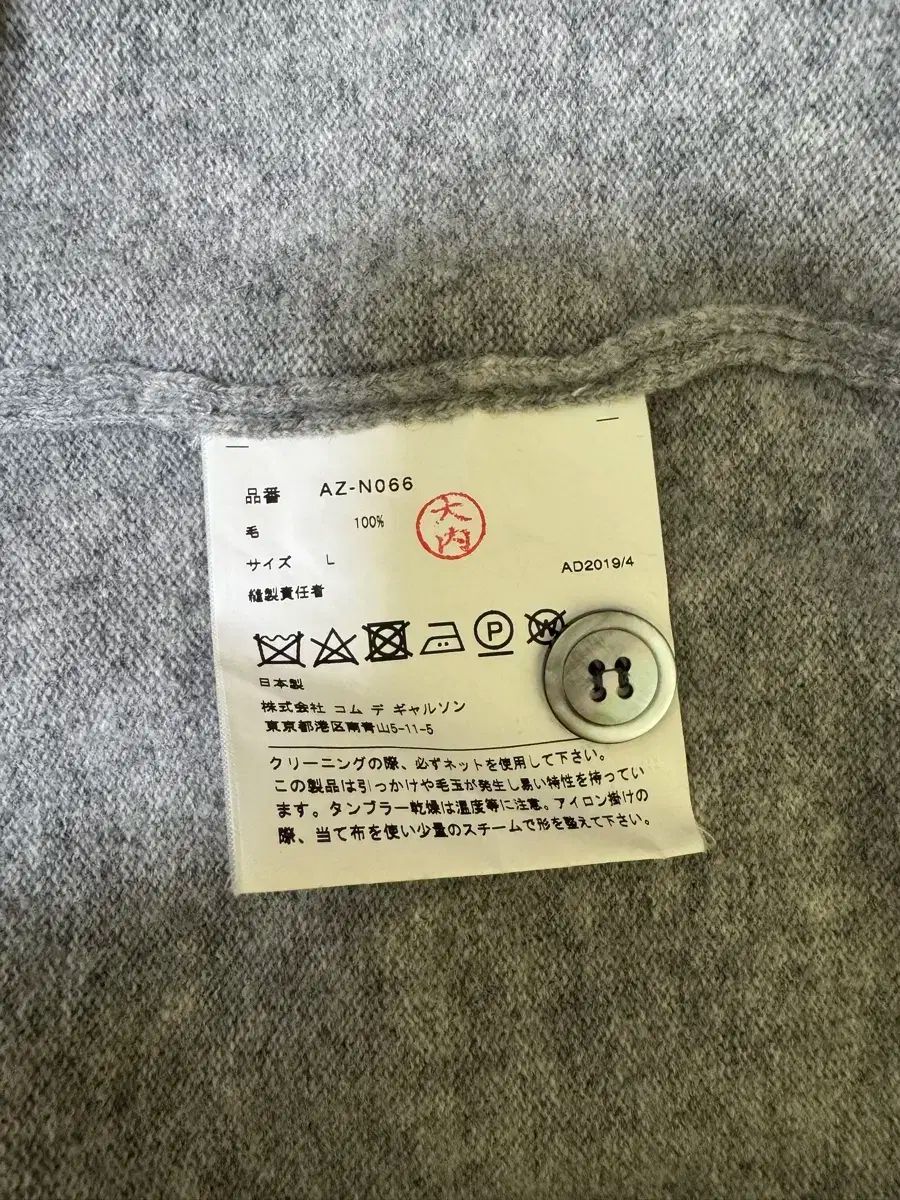 品番 AZ-N066
毛 100%
大内
サイズ L
AD2019/4
縫製責任者
P
W
日本製
株式会社 コム デ ギャルソン
東京都港区南青山5-11-5
クリーニングの際、必ずネットを使用して下さい。
この製品は引っかけや毛玉が発生し易い特性を持ってい
ます。タンブラー乾燥は温度等に注意。アイロン掛けの
際、当て布を使い少量のスチームで形を整えて下さい。